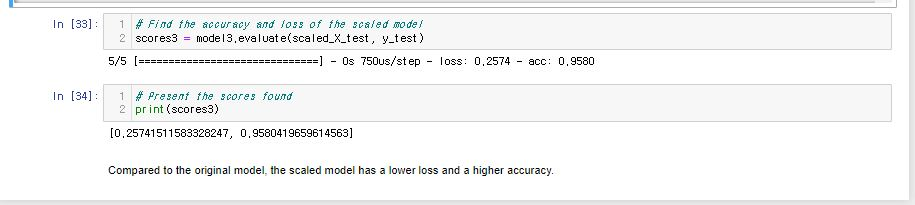 In [33]:
1 # Find the accuracy and loss of the scaled model
2 scores3 = model3.evaluate(scaled_X_test, y_test)
5/5 [==============================] - 0s 750us/step - loss: 0.2574 - acc: 0.9580
In [34]:
1 # Present the scores found
2 print(scores3)
[0.25741511583328247, 0.9580419659614563]
Compared to the original model, the scaled model has a lower loss and a higher accuracy.